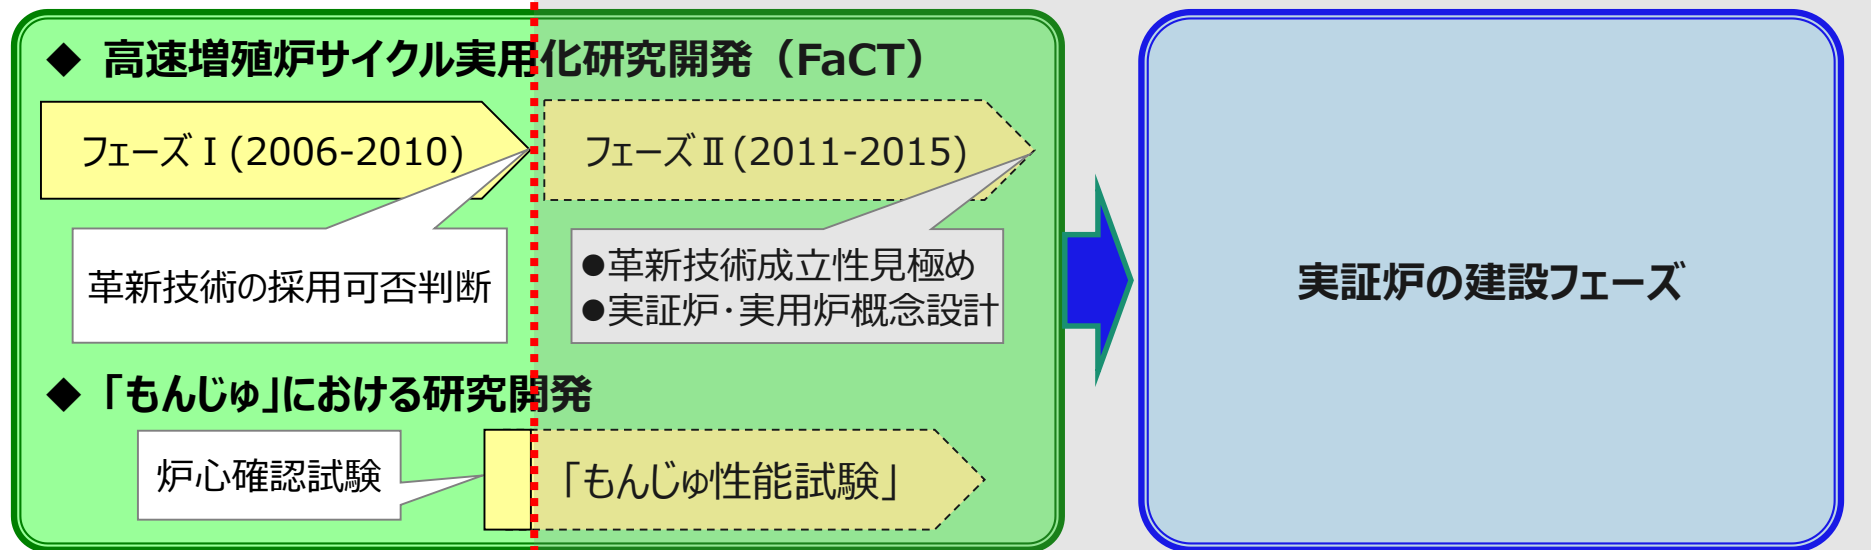 ◆ 高速増殖炉サイクル実用化研究開発（FaCT）
フェーズⅠ(2006-2010)
フェーズⅡ(2011-2015)
革新技術の採用可否判断
●革新技術成立性見極め
●実証炉・実用炉概念設計
◆「もんじゅ」における研究開発
炉心確認試験
「もんじゅ性能試験」
実証炉の建設フェーズ